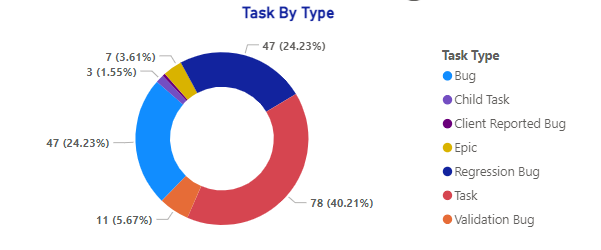 Task By Type
47 (24.23%)
7 (3.61%)
3 (1.55%)
47 (24.23%)
11 (5.67%)
78 (40.21%)
Task Type
Bug
Child Task
Client Reported Bug
Epic
Regression Bug
Task
Validation Bug